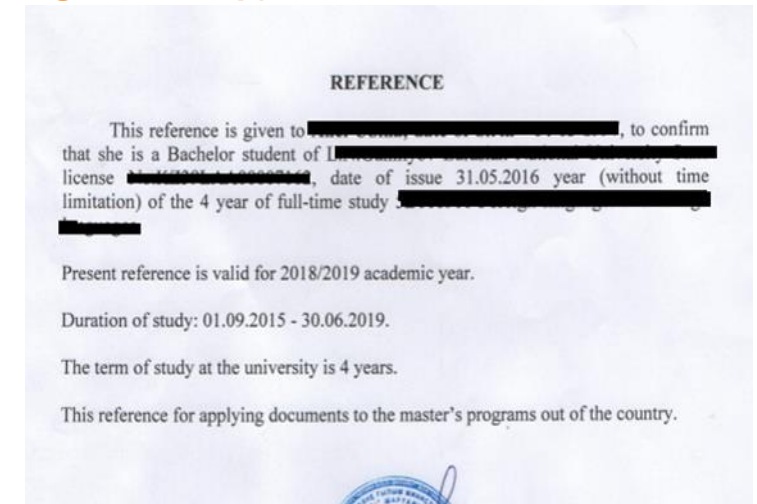 REFERENCE
This reference is given to , to confirm
that she is a Bachelor student of
license , date of issue 31.05.2016 year (without time
limitation) of the 4 year of full-time study
Present reference is valid for 2018/2019 academic year.
Duration of study: 01.09.2015 - 30.06.2019.
The term of study at the university is 4 years.
This reference for applying documents to the master's programs out of the country.